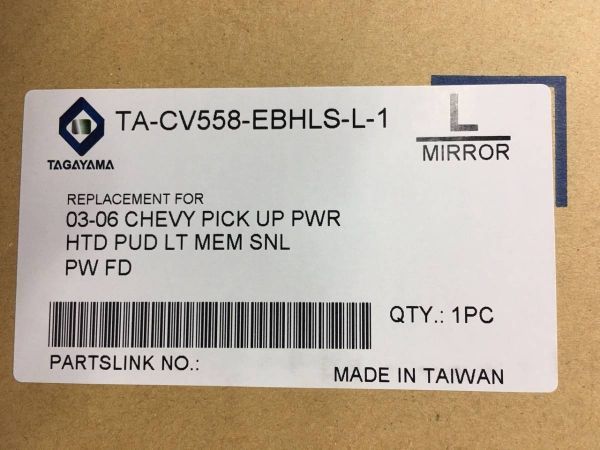 TAGAYAMA
TA-CV558-EBHLS-L-1
L
MIRROR
REPLACEMENT FOR
03-06 CHEVY PICK UP PWR
HTD PUD LT MEM SNL
PW FD
QTY.: 1PC
PARTSLINK NO.:
MADE IN TAIWAN